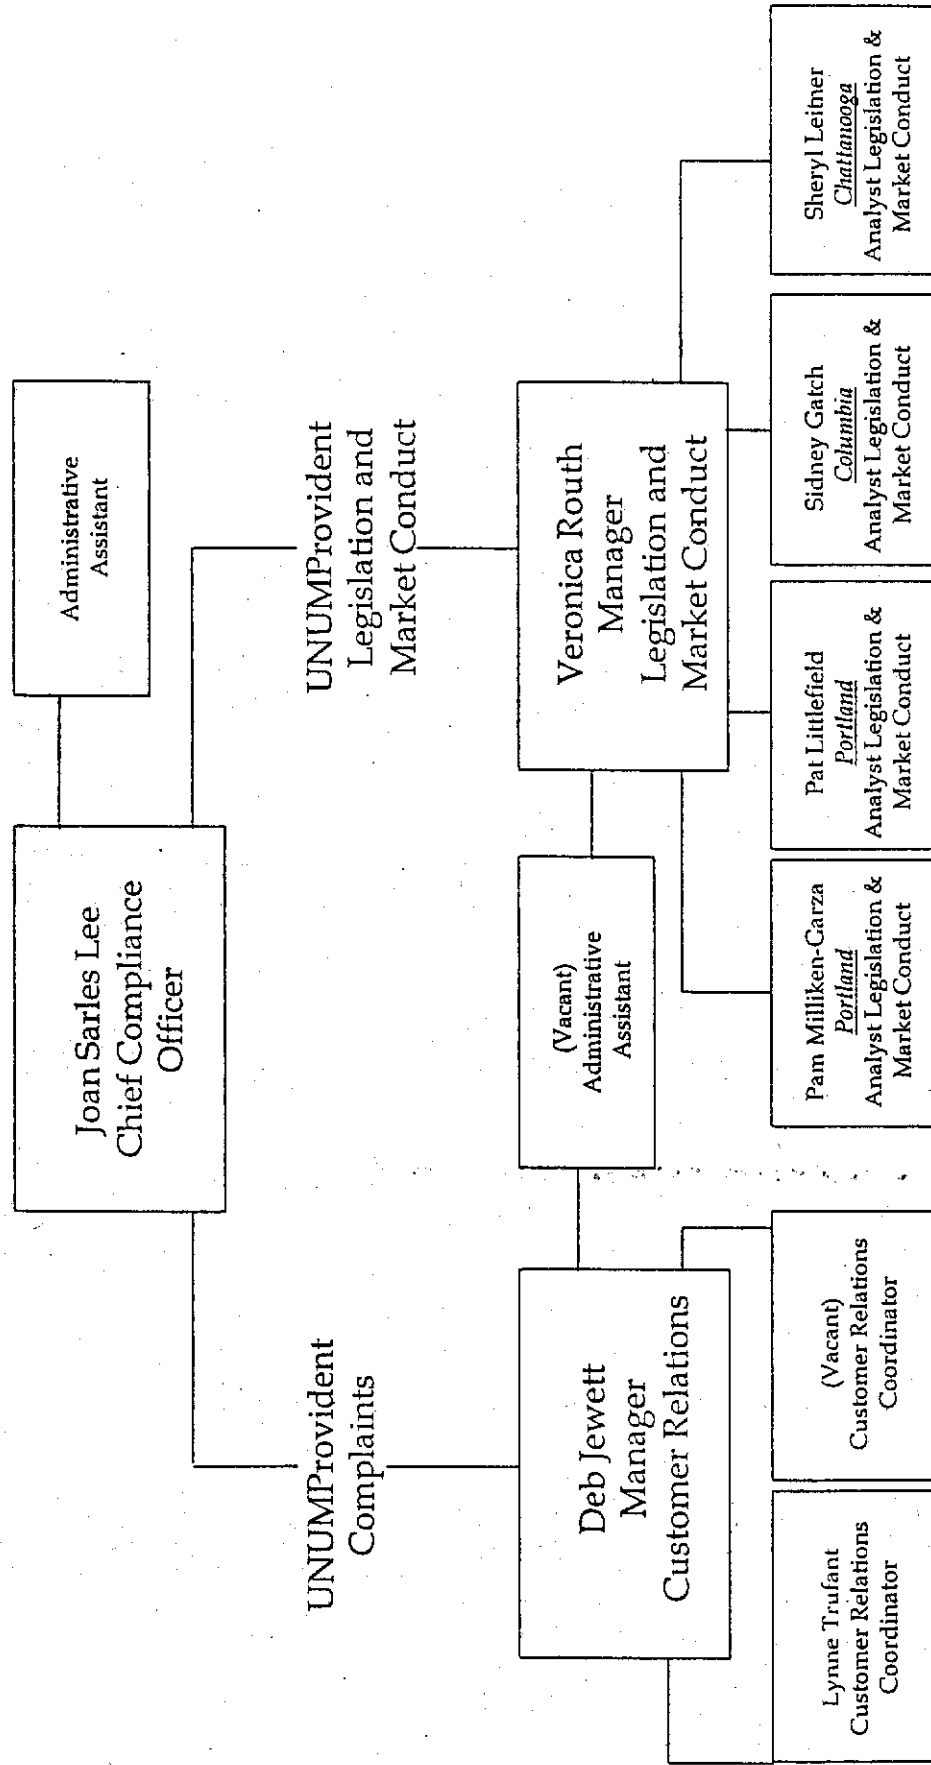 Joan Sarles Lee
Chief Compliance
Officer
Administrative
Assistant
UNUMProvident
Complaints
UNUMProvident
Legislation and
Market Conduct
Deb Jewett
Manager
Customer Relations
(Vacant)
Administrative
Assistant
Veronica Routh
Manager
Legislation and
Market Conduct
Lynne Trufant
Customer Relations
Coordinator
(Vacant)
Customer Relations
Coordinator
Pam Milliken-Garza
Portland
Analyst Legislation &
Market Conduct
Pat Littlefield
Portland
Analyst Legislation &
Market Conduct
Sidney Gatch
Columbia
Analyst Legislation &
Market Conduct
Sheryl Leitner
Chattanooga
Analyst Legislation &
Market Conduct